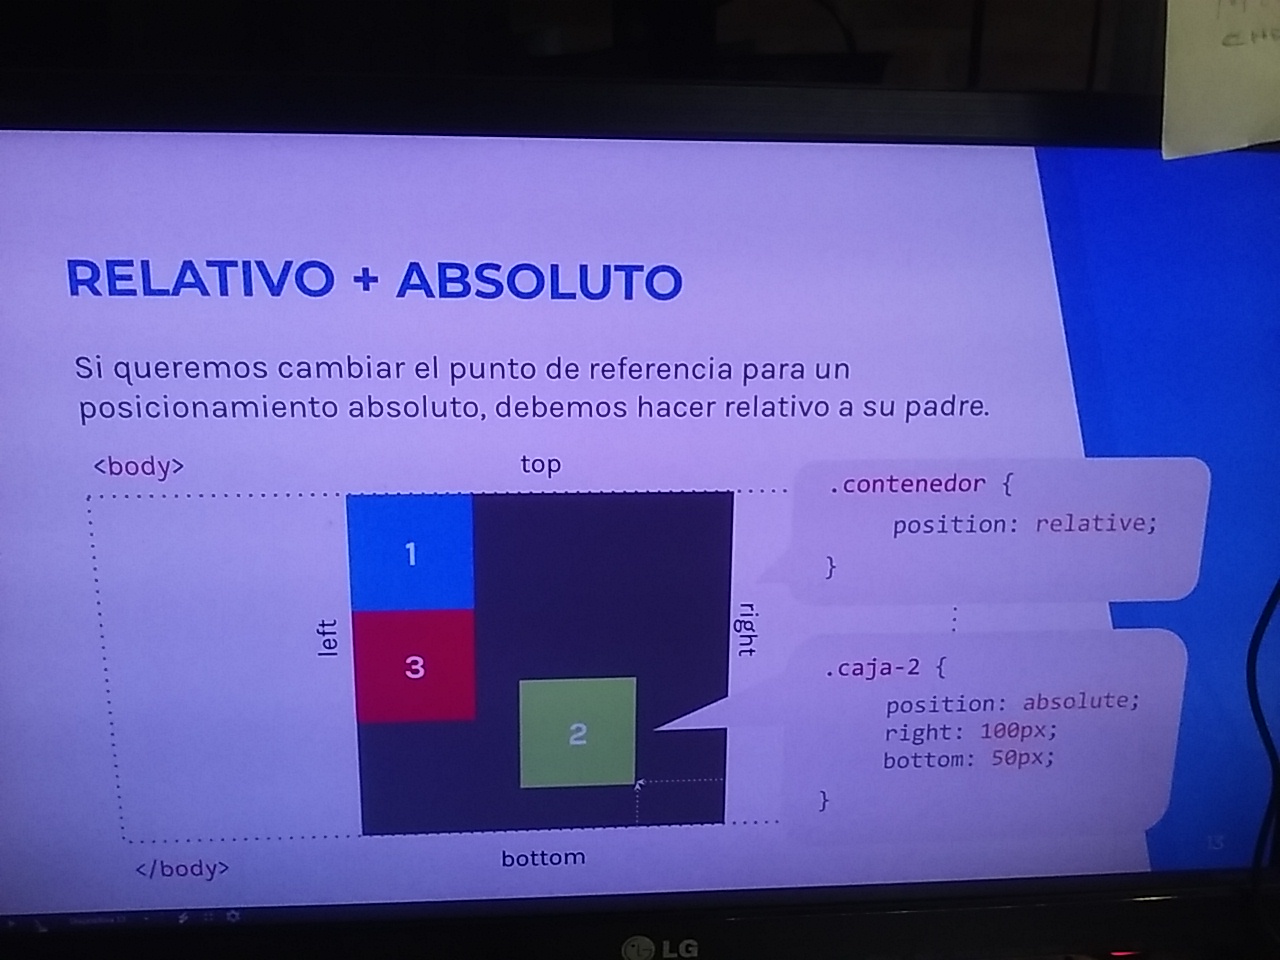 RELATIVO + ABSOLUTO
Si queremos cambiar el punto de referencia para un
posicionamiento absoluto, debemos hacer relativo a su padre.
<body>
top
left
1
3
2
right
bottom
</body>
.contenedor {
position: relative;
}
.caja-2 {
position: absolute;
right: 100px;
bottom: 50px;
}
13
LG